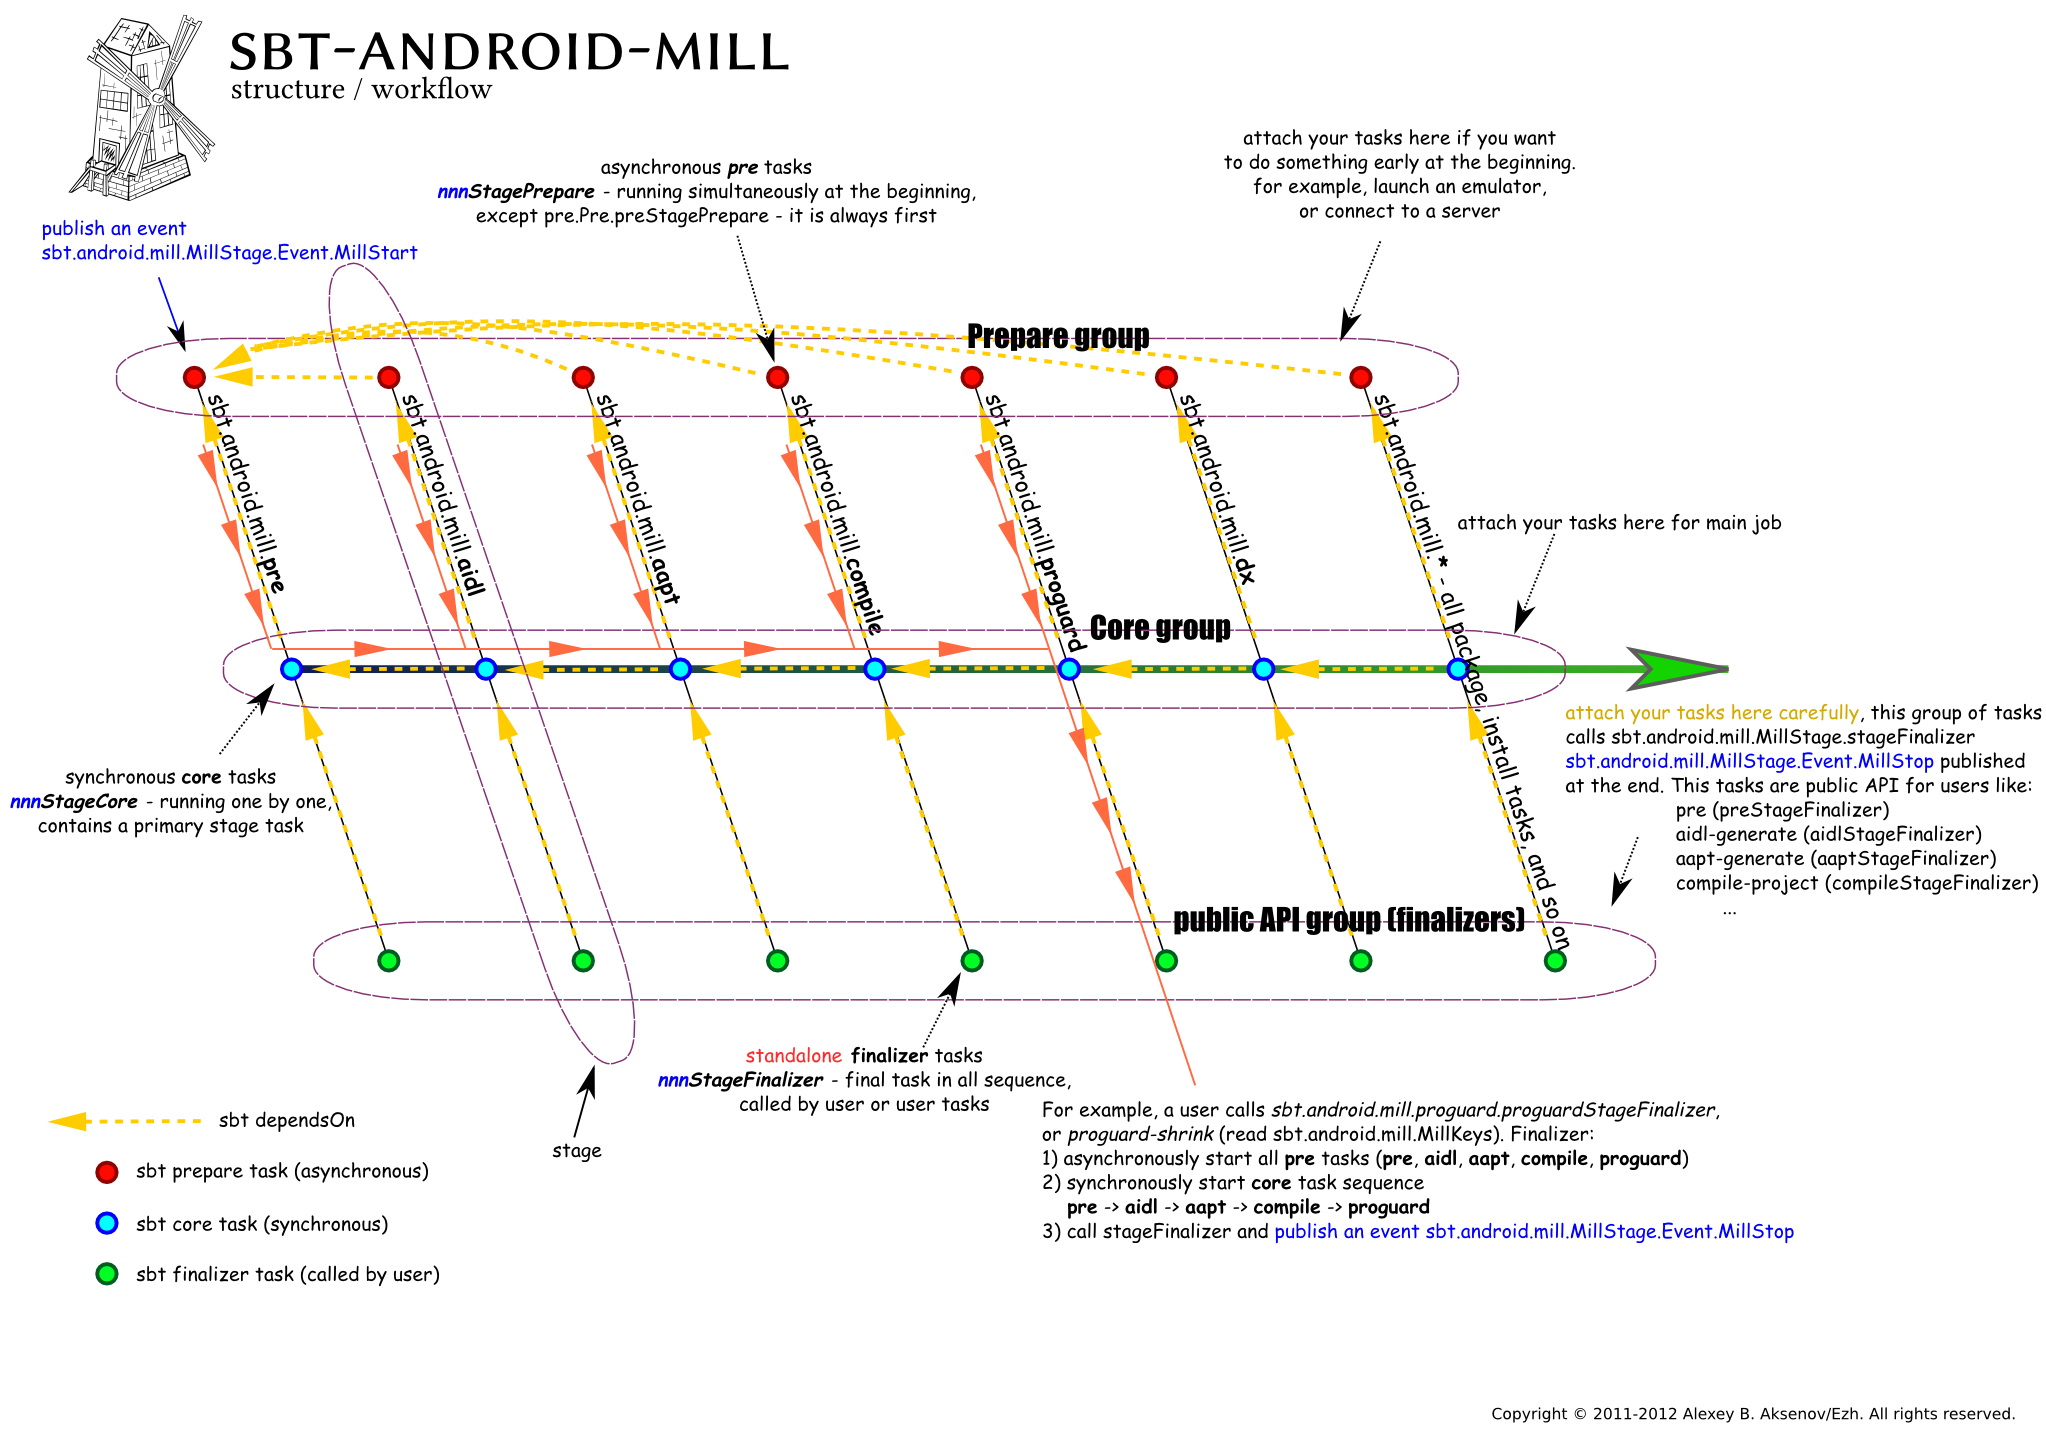 SBT-ANDROID-MILL
structure / workflow
attach your tasks here if you want
to do something early at the beginning.
for example, launch an emulator,
or connect to a server
asynchronous pre tasks
nnnStagePrepare - running simultaneously at the beginning,
except pre.Pre.preStagePrepare - it is always first
publish an event
sbt.android.mill.MillStage.Event.MillStart
Prepare group
sbt.android.mill.pre
sbt.android.mill.aidl
sbt.android.mill.aapt
sbt.android.mill.compile
sbt.android.mill.proguard
sbt.android.mill.dx
sbt.android.mill.* - all package, install tasks, and so on
attach your tasks here for main job
Core group
synchronous core tasks
nnnStageCore - running one by one,
contains a primary stage task
attach your tasks here carefully, this group of tasks
calls sbt.android.mill.MillStage.stageFinalizer
sbt.android.mill.MillStage.Event.MillStop published
at the end. This tasks are public API for users like:
pre (preStageFinalizer)
aidl-generate (aidlStageFinalizer)
aapt-generate (aaptStageFinalizer)
compile-project (compileStageFinalizer)
...
public API group (finalizers)
standalone finalizer tasks
nnnStageFinalizer - final task in all sequence,
called by user or user tasks
stage
For example, a user calls sbt.android.mill.proguard.proguardStageFinalizer,
or proguard-shrink (read sbt.android.mill.MillKeys). Finalizer:
1) asynchronously start all pre tasks (pre, aidl, aapt, compile, proguard)
2) synchronously start core task sequence
pre -> aidl -> aapt -> compile -> proguard
3) call stageFinalizer and publish an event sbt.android.mill.MillStage.Event.MillStop
sbt dependsOn
sbt prepare task (asynchronous)
sbt core task (synchronous)
sbt finalizer task (called by user)
Copyright © 2011-2012 Alexey B. Aksenov/Ezh. All rights reserved.